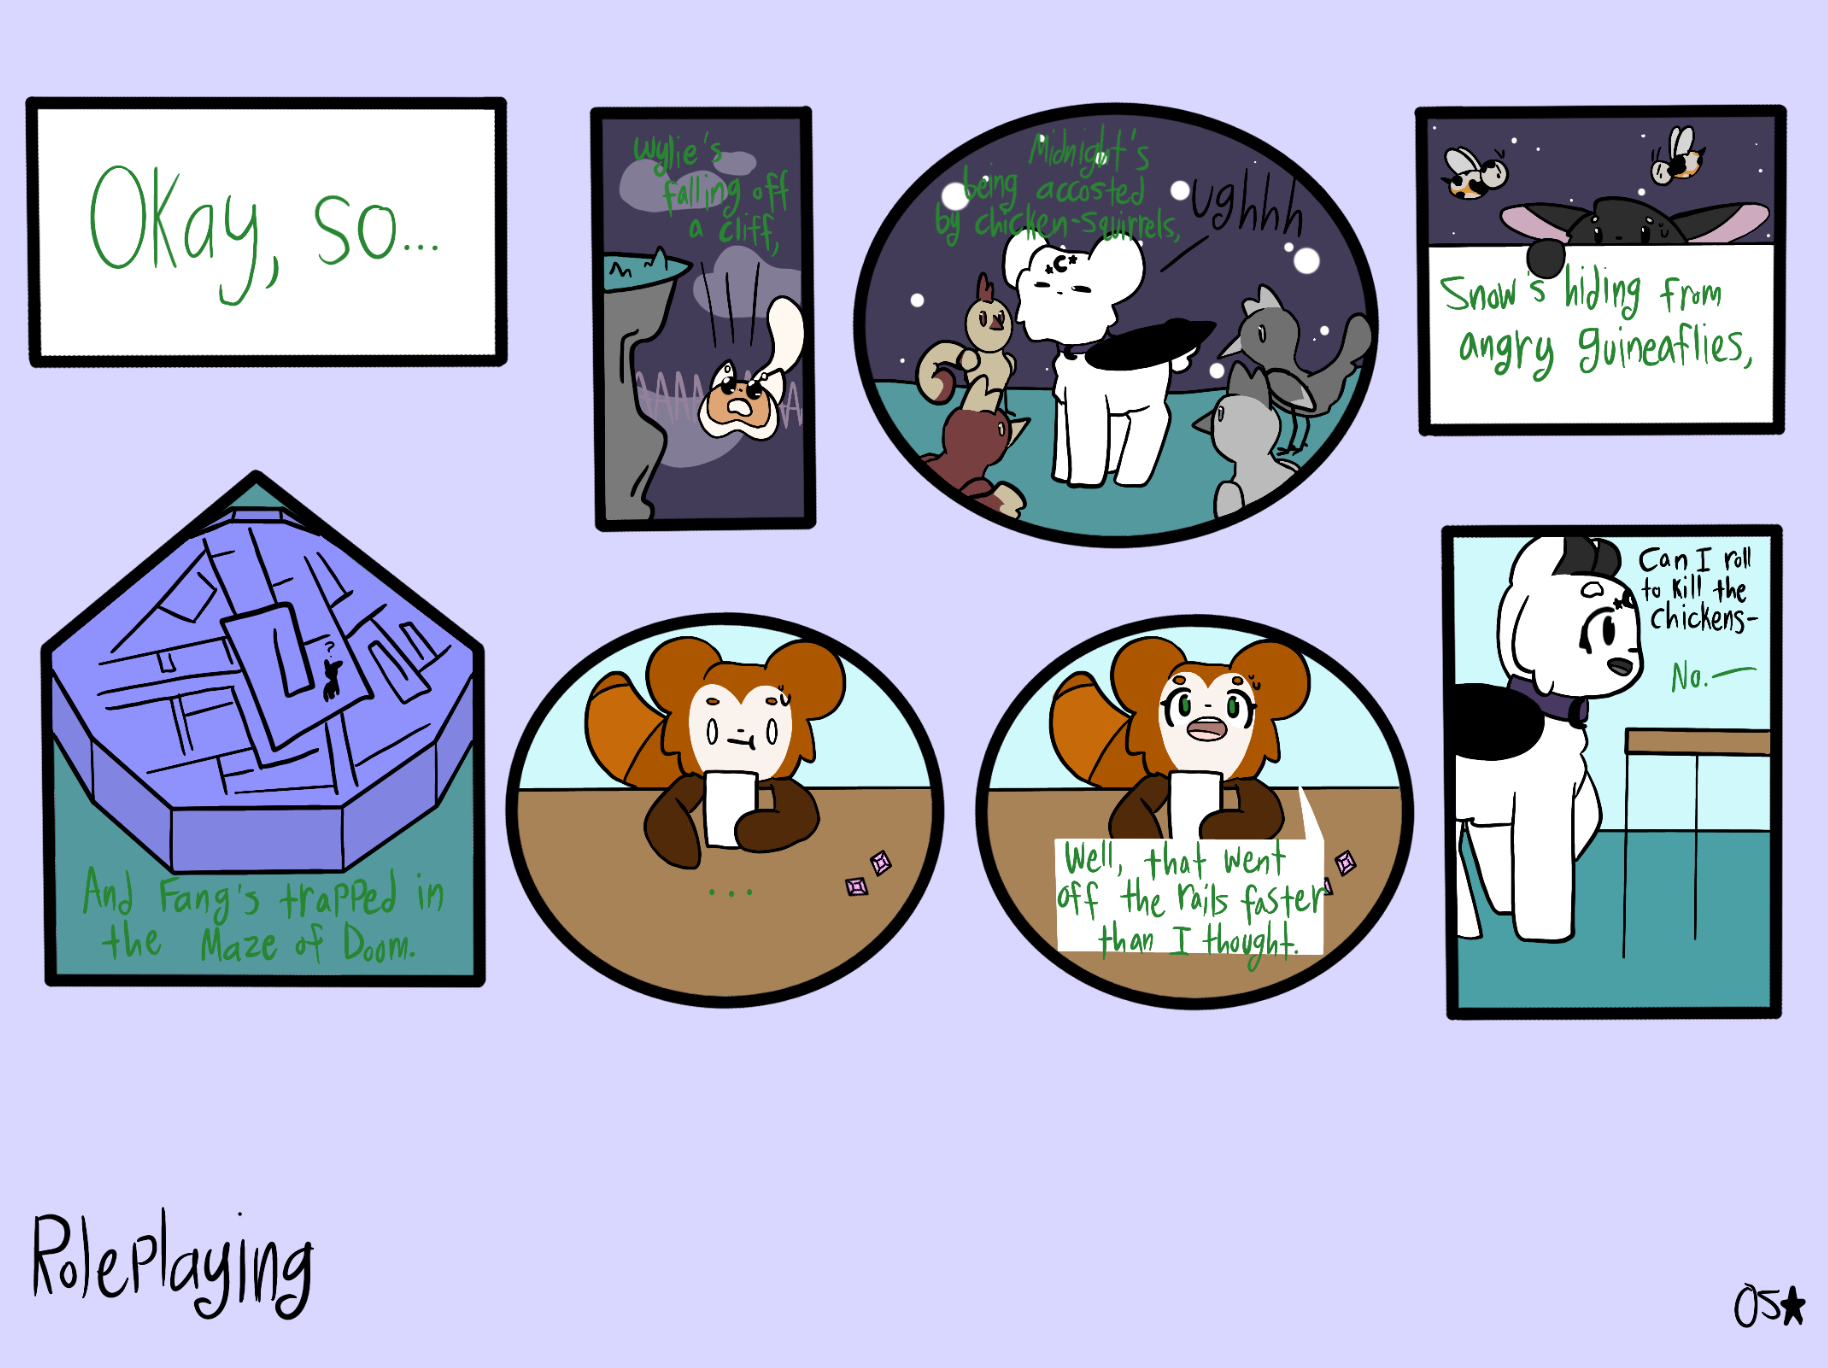 Okay, so...
Wylie's
falling off
a cliff,
Midnight's
being accosted
by chicken-squirrels,
ughhh
Snow's hiding from
angry guineaflies,
And Fang's trapped in
the Maze of Doom.
?
...
Well, that went
off the rails faster
than I thought.
Can I roll
to kill the
chickens-
No.
Roleplaying
OS★